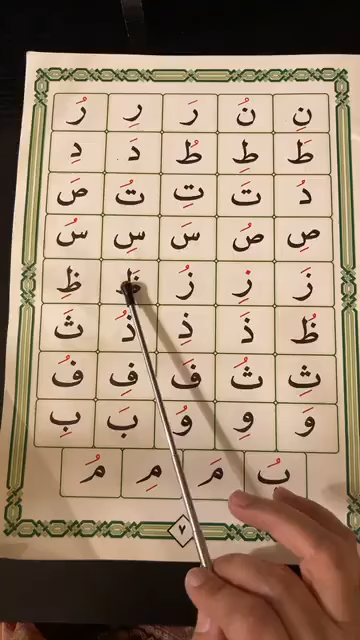 نِ نُ رَ رِ رُ
طَ طِ طُ دَ دِ
دُ تَ تِ تُ صَ
صِ صُ سَ سِ سُ
زَ زِ زُ ظَ ظِ
ظُ ذَ ذِ ذُ ثَ
ثِ ثُ فَ فِ فُ
وَ وِ وُ بَ بِ
بُ مَ مِ مُ
٧